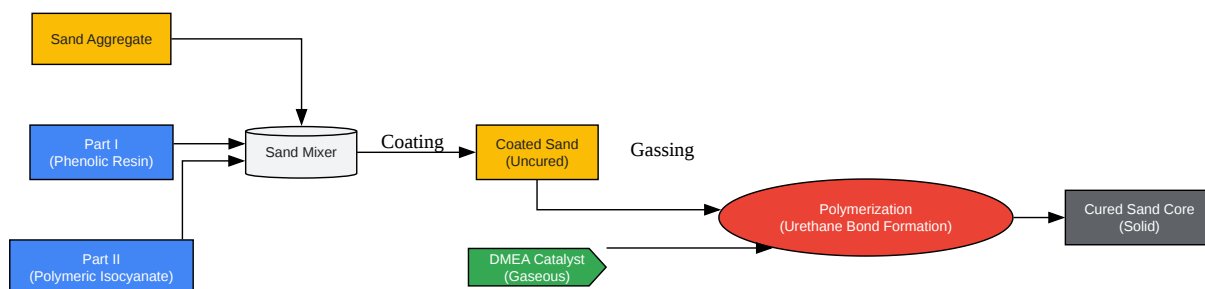 Sand Aggregate
Part I
(Phenolic Resin)
Sand Mixer
Coating
Coated Sand
(Uncured)
Gassing
Polymerization
(Urethane Bond Formation)
Cured Sand Core
(Solid)
Part II
(Polymeric Isocyanate)
DMEA Catalyst
(Gaseous)